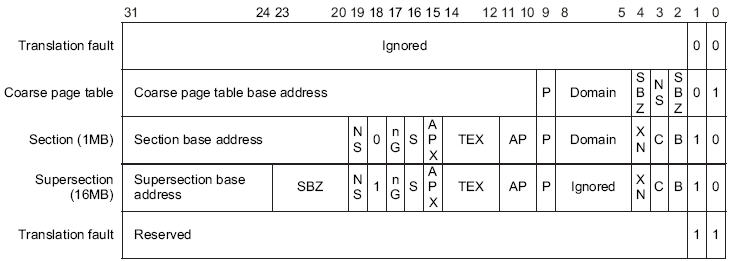 31 24 23 20 19 18 17 16 15 14 12 11 10 9 8 5 4 3 2 1 0
Translation fault Ignored 0 0
Coarse page table Coarse page table base address P Domain SBZ NS SBZ 0 1
Section (1MB) Section base address NS 0 nG S APX TEX AP P Domain XN C B 1 0
Supersection (16MB) Supersection base address SBZ NS 1 nG S APX TEX AP P Ignored XN C B 1 0
Translation fault Reserved 1 1